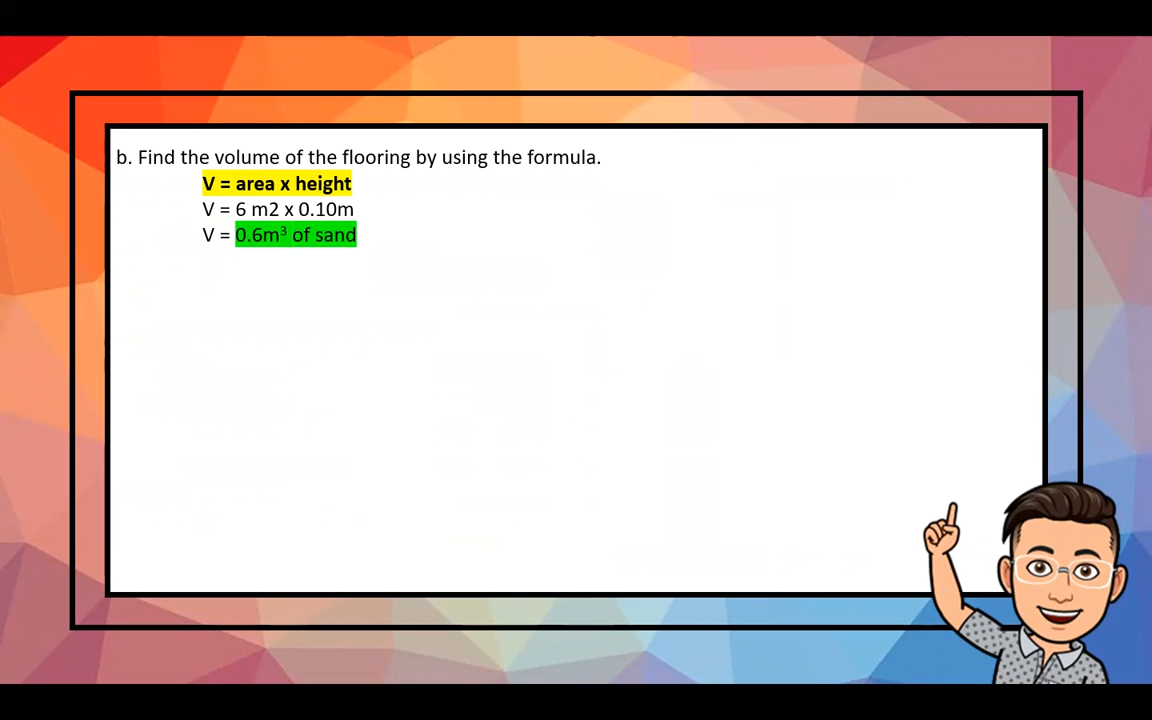 b. Find the volume of the flooring by using the formula.
V = area x height
V = 6 m2 x 0.10m
V = 0.6m³ of sand